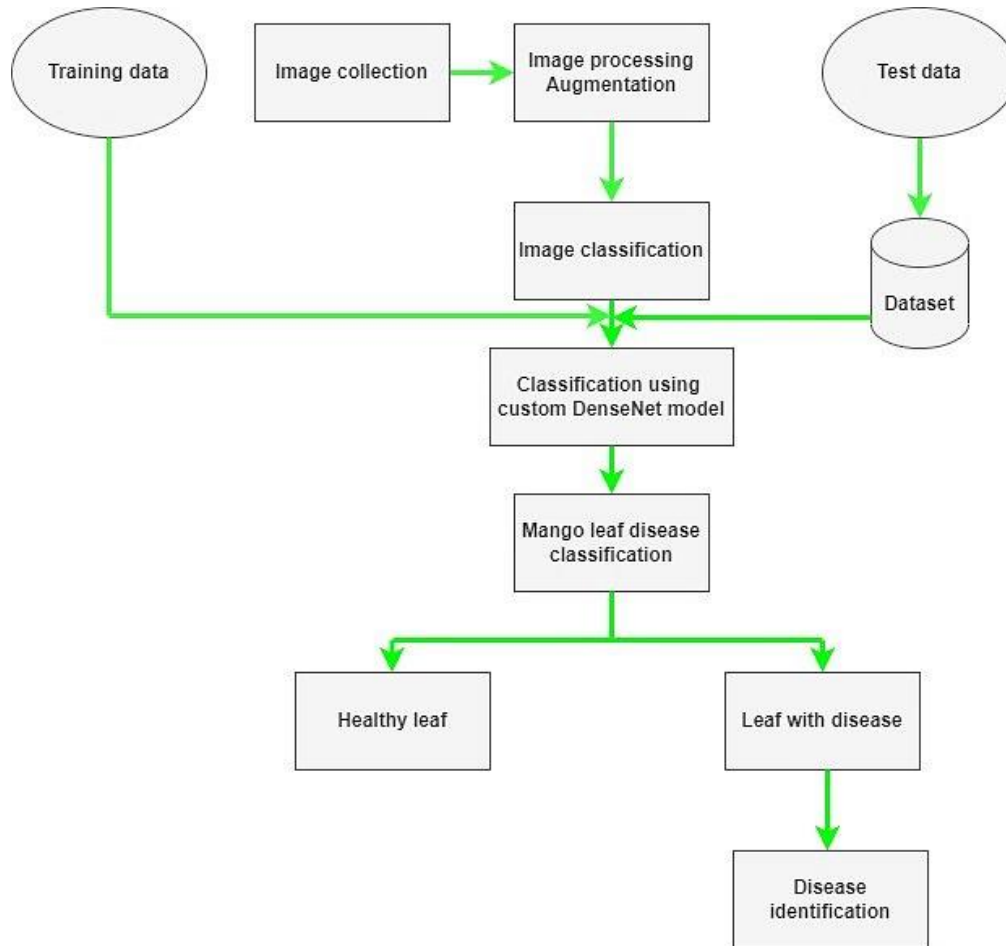 Training data
Image collection
Image processing
Augmentation
Test data
Image classification
Dataset
Classification using
custom DenseNet model
Mango leaf disease
classification
Healthy leaf
Leaf with disease
Disease
identification